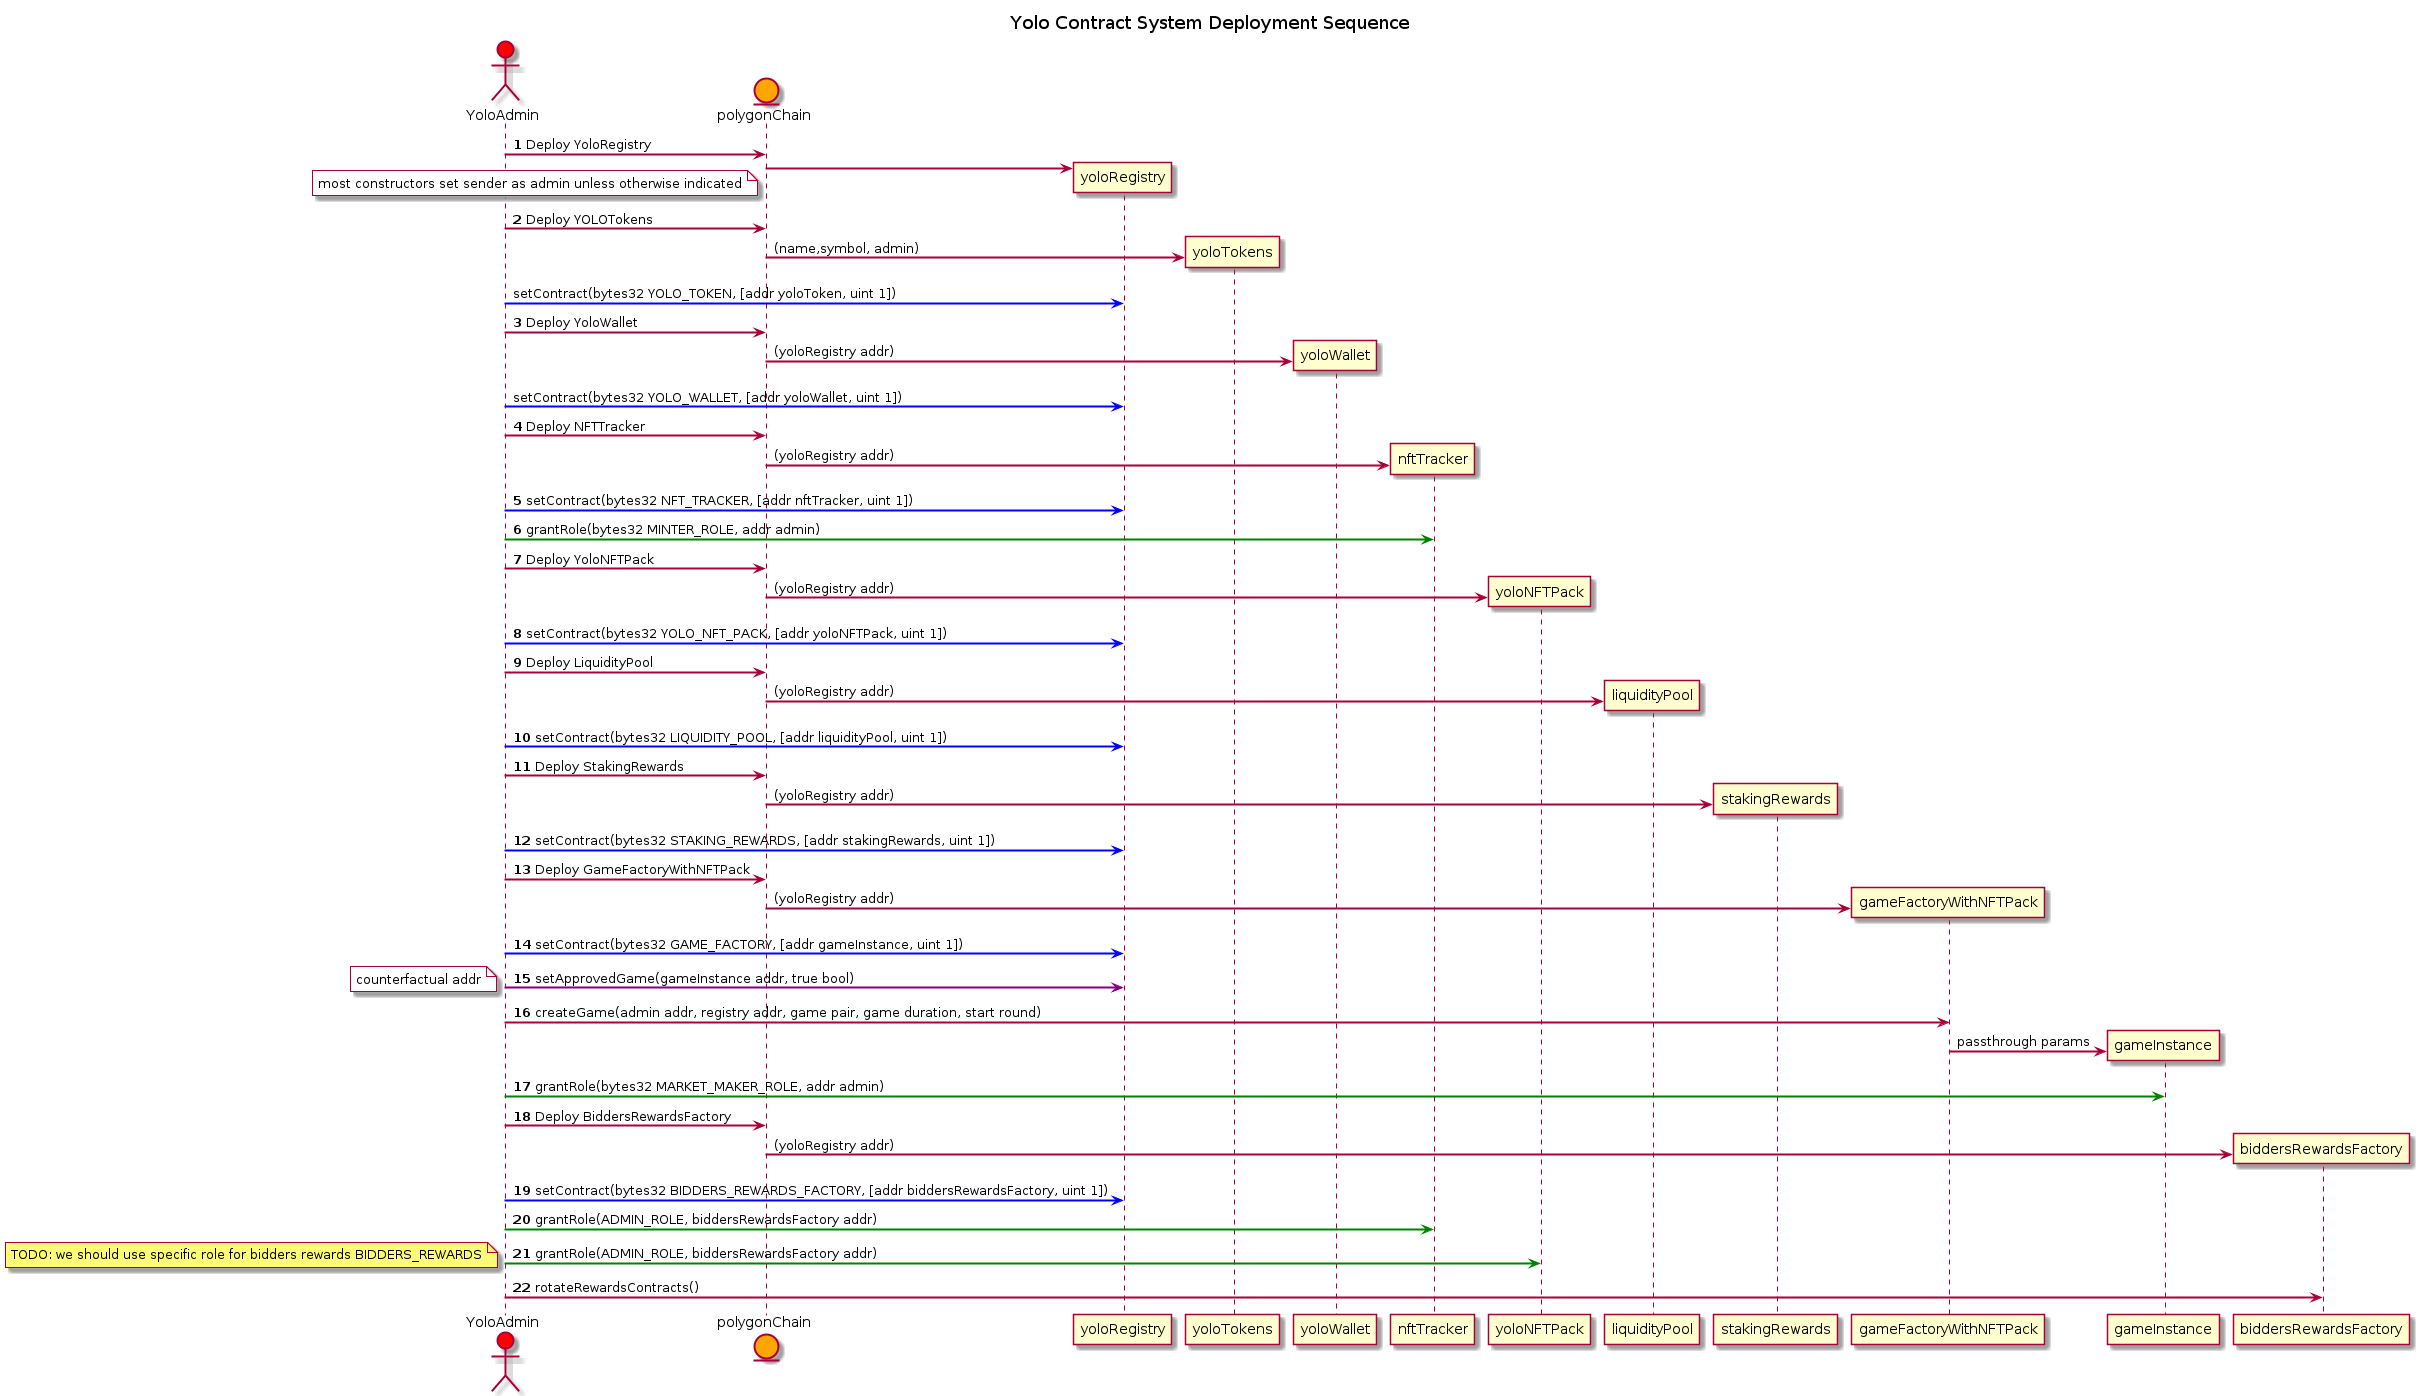 Yolo Contract System Deployment Sequence
YoloAdmin
polygonChain
1 Deploy YoloRegistry
yoloRegistry
most constructors set sender as admin unless otherwise indicated
2 Deploy YOLOTokens
(name,symbol, admin)
yoloTokens
setContract(bytes32 YOLO_TOKEN, [addr yoloToken, uint 1])
3 Deploy YoloWallet
(yoloRegistry addr)
yoloWallet
setContract(bytes32 YOLO_WALLET, [addr yoloWallet, uint 1])
4 Deploy NFTTracker
(yoloRegistry addr)
nftTracker
5 setContract(bytes32 NFT_TRACKER, [addr nftTracker, uint 1])
6 grantRole(bytes32 MINTER_ROLE, addr admin)
7 Deploy YoloNFTPack
(yoloRegistry addr)
yoloNFTPack
8 setContract(bytes32 YOLO_NFT_PACK, [addr yoloNFTPack, uint 1])
9 Deploy LiquidityPool
(yoloRegistry addr)
liquidityPool
10 setContract(bytes32 LIQUIDITY_POOL, [addr liquidityPool, uint 1])
11 Deploy StakingRewards
(yoloRegistry addr)
stakingRewards
12 setContract(bytes32 STAKING_REWARDS, [addr stakingRewards, uint 1])
13 Deploy GameFactoryWithNFTPack
(yoloRegistry addr)
gameFactoryWithNFTPack
14 setContract(bytes32 GAME_FACTORY, [addr gameInstance, uint 1])
counterfactual addr
15 setApprovedGame(gameInstance addr, true bool)
16 createGame(admin addr, registry addr, game pair, game duration, start round)
passthrough params
gameInstance
17 grantRole(bytes32 MARKET_MAKER_ROLE, addr admin)
18 Deploy BiddersRewardsFactory
(yoloRegistry addr)
biddersRewardsFactory
19 setContract(bytes32 BIDDERS_REWARDS_FACTORY, [addr biddersRewardsFactory, uint 1])
20 grantRole(ADMIN_ROLE, biddersRewardsFactory addr)
TODO: we should use specific role for bidders rewards BIDDERS_REWARDS
21 grantRole(ADMIN_ROLE, biddersRewardsFactory addr)
22 rotateRewardsContracts()
YoloAdmin
polygonChain
yoloRegistry
yoloTokens
yoloWallet
nftTracker
yoloNFTPack
liquidityPool
stakingRewards
gameFactoryWithNFTPack
gameInstance
biddersRewardsFactory